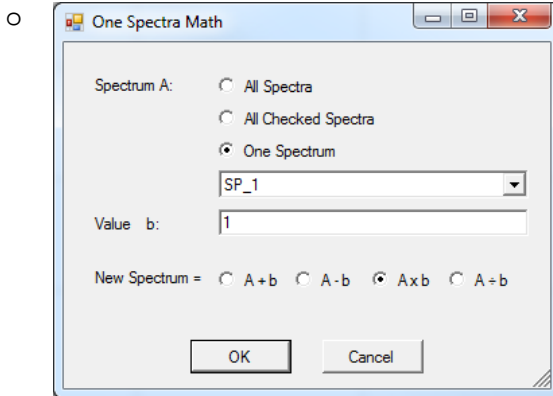 One Spectra Math
Spectrum A:
All Spectra
All Checked Spectra
One Spectrum
SP_1
Value b:
1
New Spectrum = A + b A - b A x b A ÷ b
OK Cancel